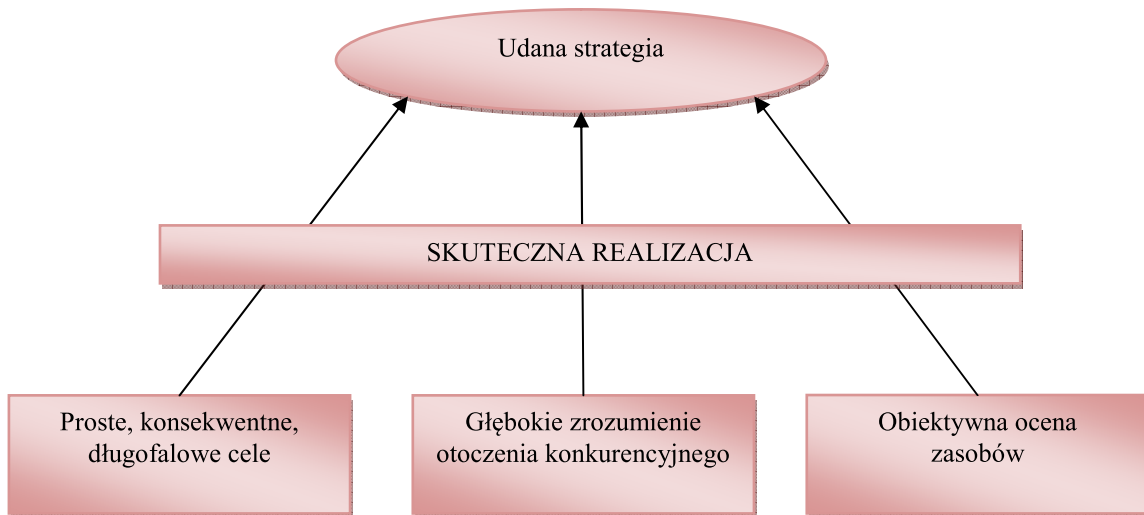 Udana strategia
SKUTECZNA REALIZACJA
Proste, konsekwentne,
długofalowe cele
Głębokie zrozumienie
otoczenia konkurencyjnego
Obiektywna ocena
zasobów